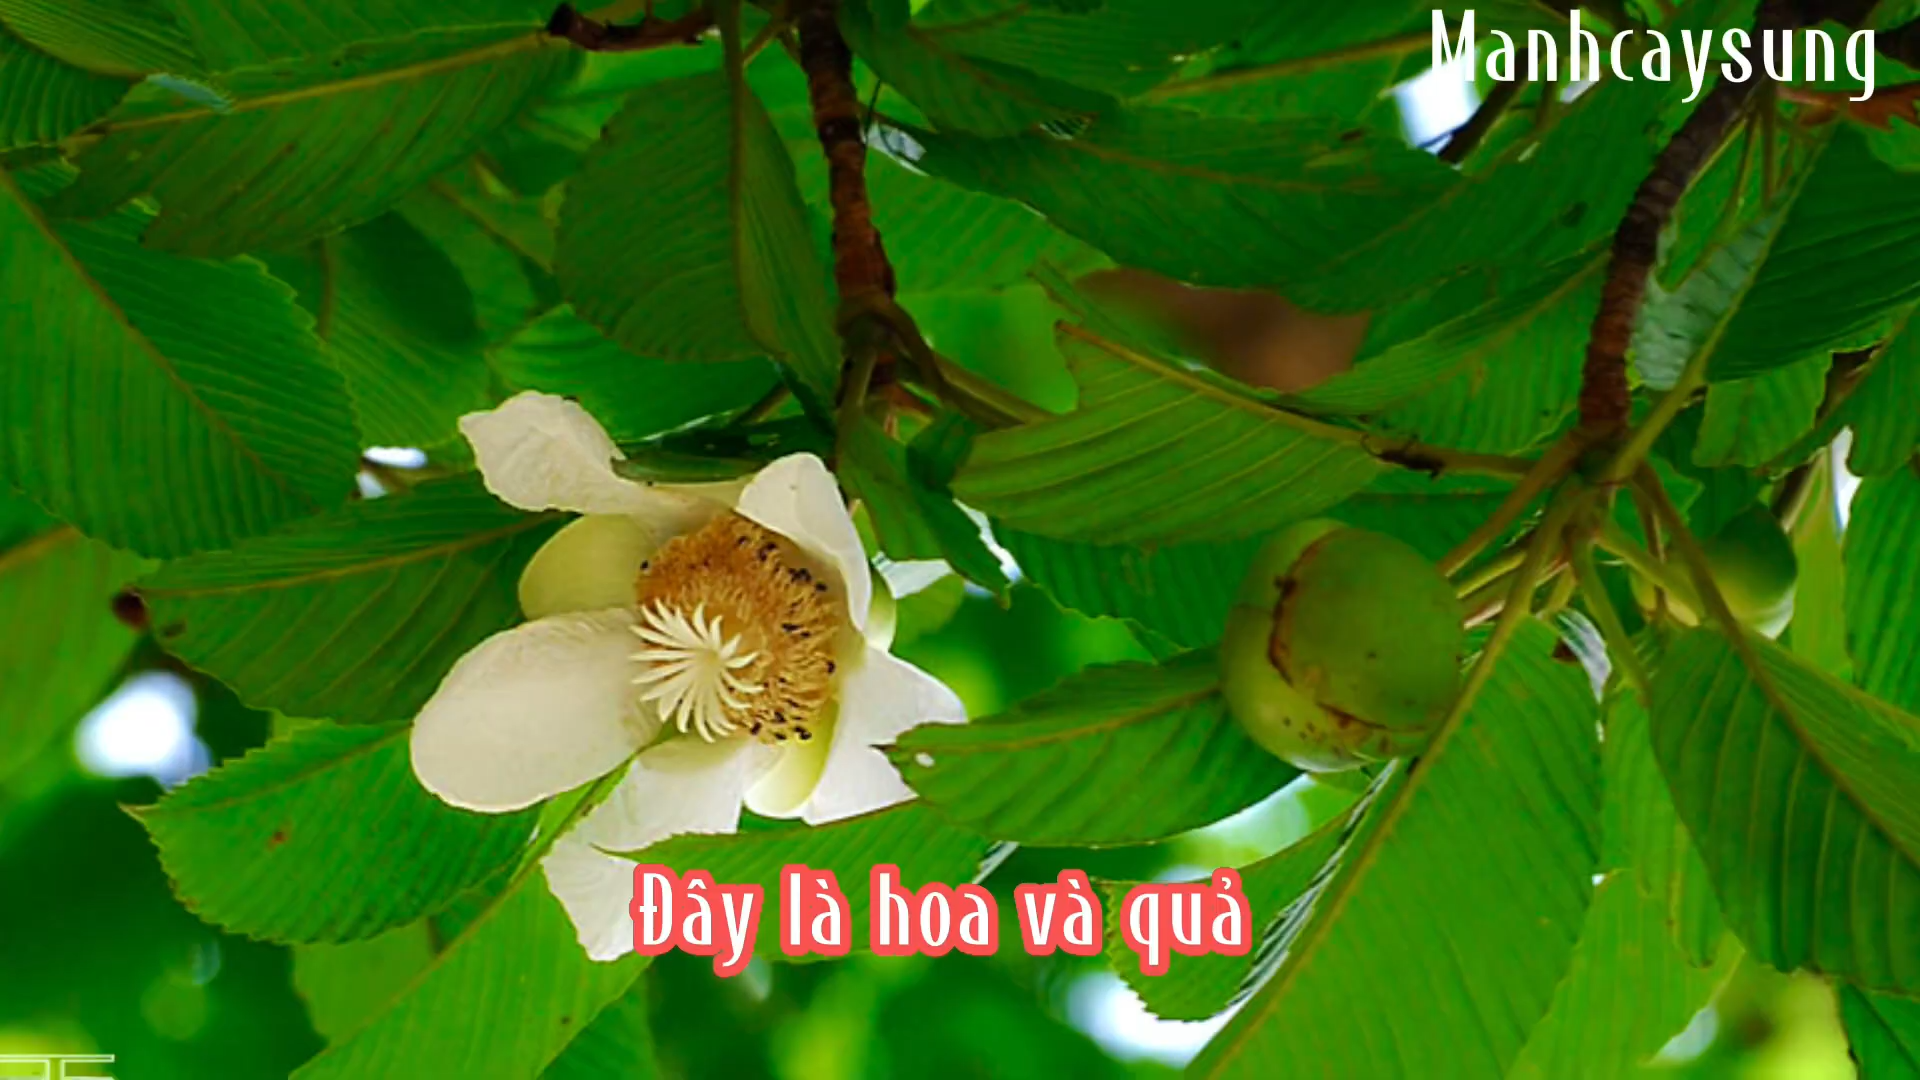 Manhcaysung
Đây là hoa và quả